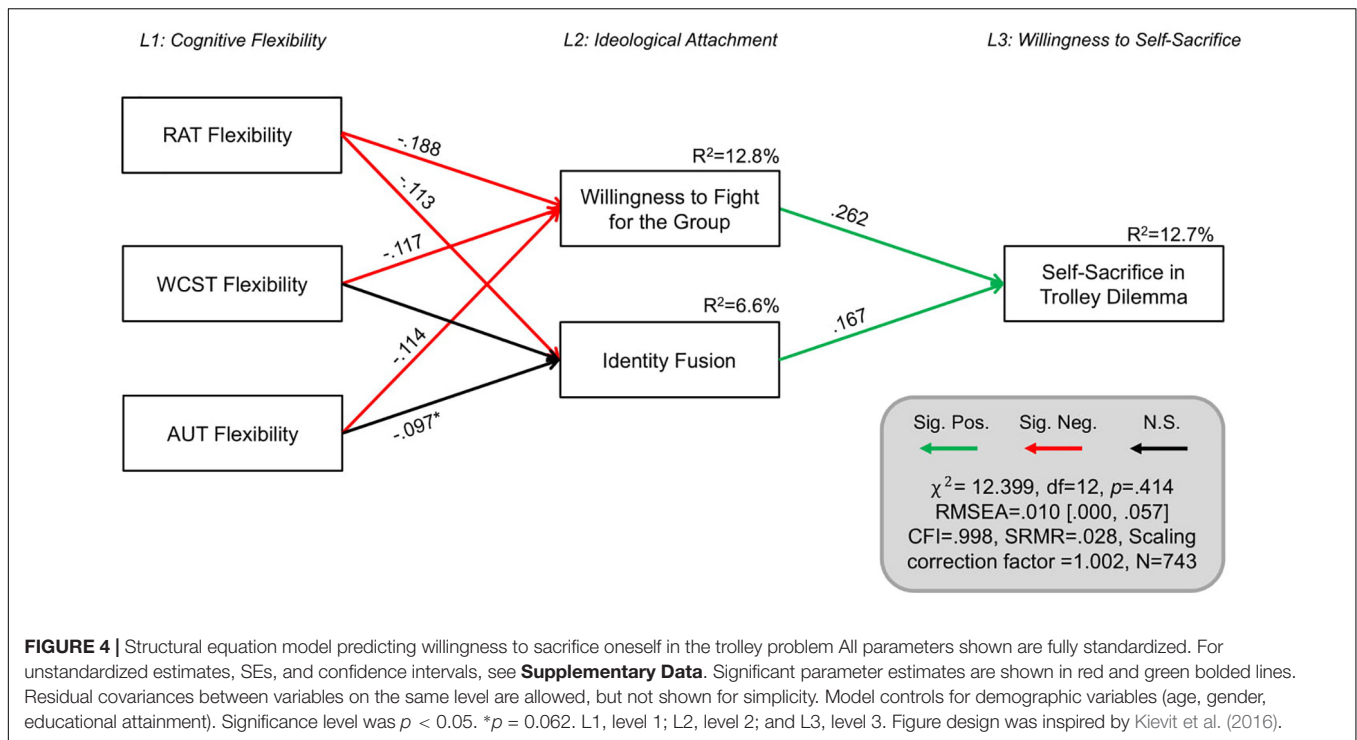 L1: Cognitive Flexibility
L2: Ideological Attachment
L3: Willingness to Self-Sacrifice
RAT Flexibility
WCST Flexibility
AUT Flexibility
-.188
-.113
-.117
-.114
-.097*
R²=12.8%
Willingness to Fight
for the Group
R²=6.6%
Identity Fusion
.262
.167
R²=12.7%
Self-Sacrifice in
Trolley Dilemma
Sig. Pos. Sig. Neg. N.S.
χ²= 12.399, df=12, p=.414
RMSEA=.010 [.000, .057]
CFI=.998, SRMR=.028, Scaling
correction factor =1.002, N=743
FIGURE 4 | Structural equation model predicting willingness to sacrifice oneself in the trolley problem All parameters shown are fully standardized. For
unstandardized estimates, SEs, and confidence intervals, see Supplementary Data. Significant parameter estimates are shown in red and green bolded lines.
Residual covariances between variables on the same level are allowed, but not shown for simplicity. Model controls for demographic variables (age, gender,
educational attainment). Significance level was p < 0.05. *p = 0.062. L1, level 1; L2, level 2; and L3, level 3. Figure design was inspired by Kievit et al. (2016).